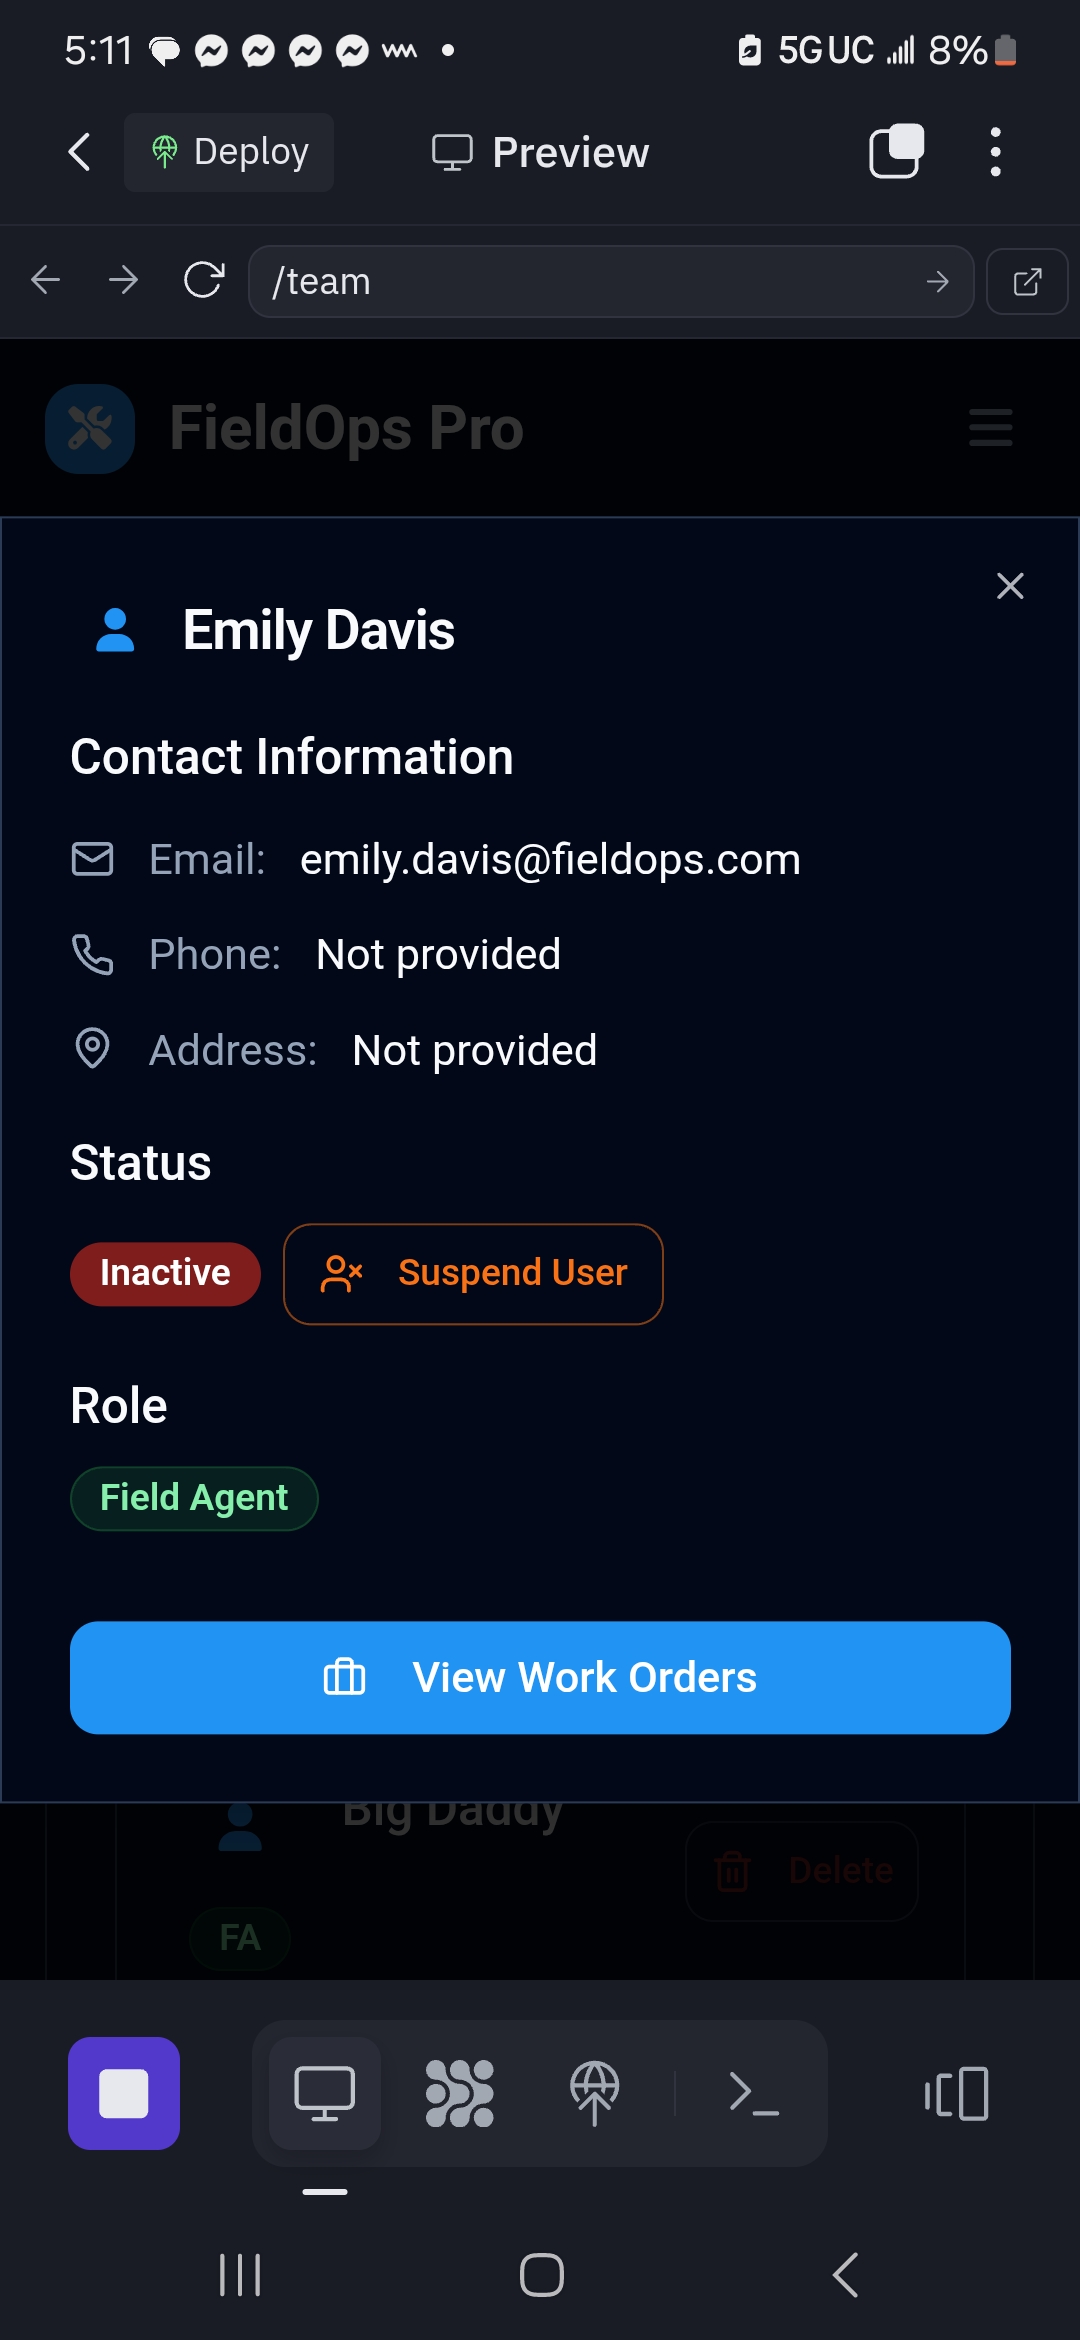 5:11
5G UC
8%
Deploy
Preview
/team
FieldOps Pro
Emily Davis
Contact Information
Email: emily.davis@fieldops.com
Phone: Not provided
Address: Not provided
Status
Inactive
Suspend User
Role
Field Agent
View Work Orders
Big Daddy
Delete
FA